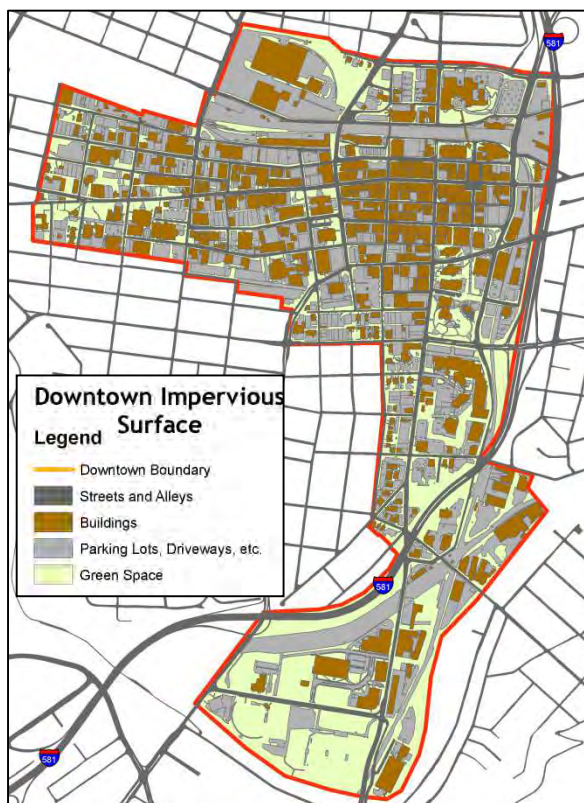 581
Downtown Impervious
Surface
Legend
Downtown Boundary
Streets and Alleys
Buildings
Parking Lots, Driveways, etc.
Green Space
581
581